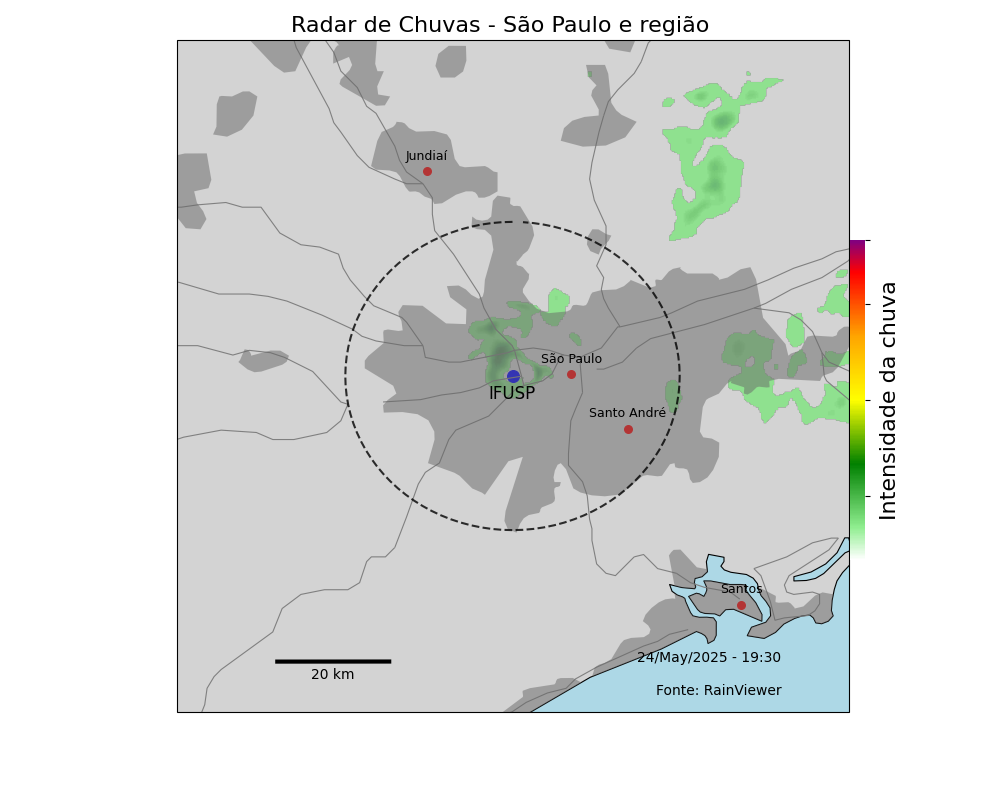 Radar de Chuvas - São Paulo e região
Jundiaí
São Paulo
IFUSP
Santo André
Intensidade da chuva
Santos
24/May/2025 - 19:30
20 km
Fonte: RainViewer